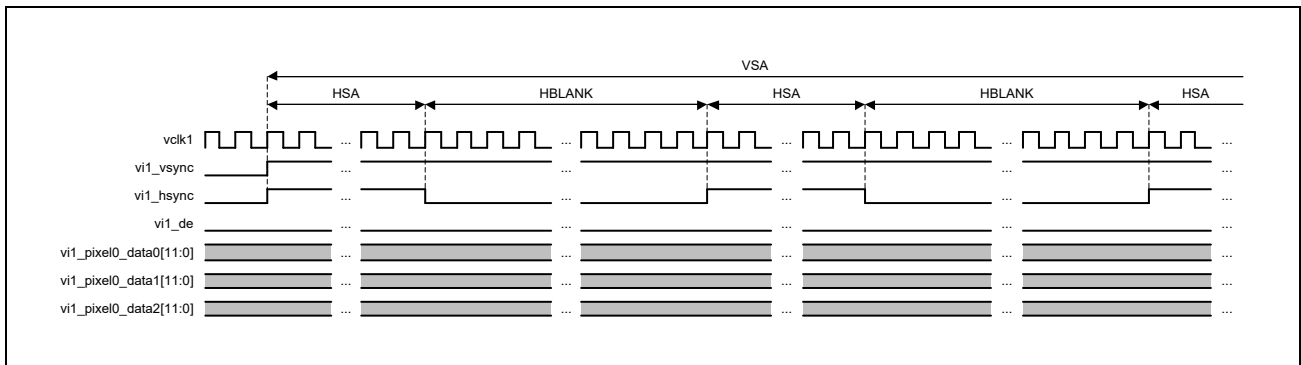 VSA
HSA HBLANK HSA HBLANK HSA
vclk1 ... ... ... ... ...
vi1_vsync ... ... ... ... ...
vi1_hsync ... ... ... ... ...
vi1_de ... ... ... ... ...
vi1_pixel0_data0[11:0] ... ... ... ... ...
vi1_pixel0_data1[11:0] ... ... ... ... ...
vi1_pixel0_data2[11:0] ... ... ... ... ...